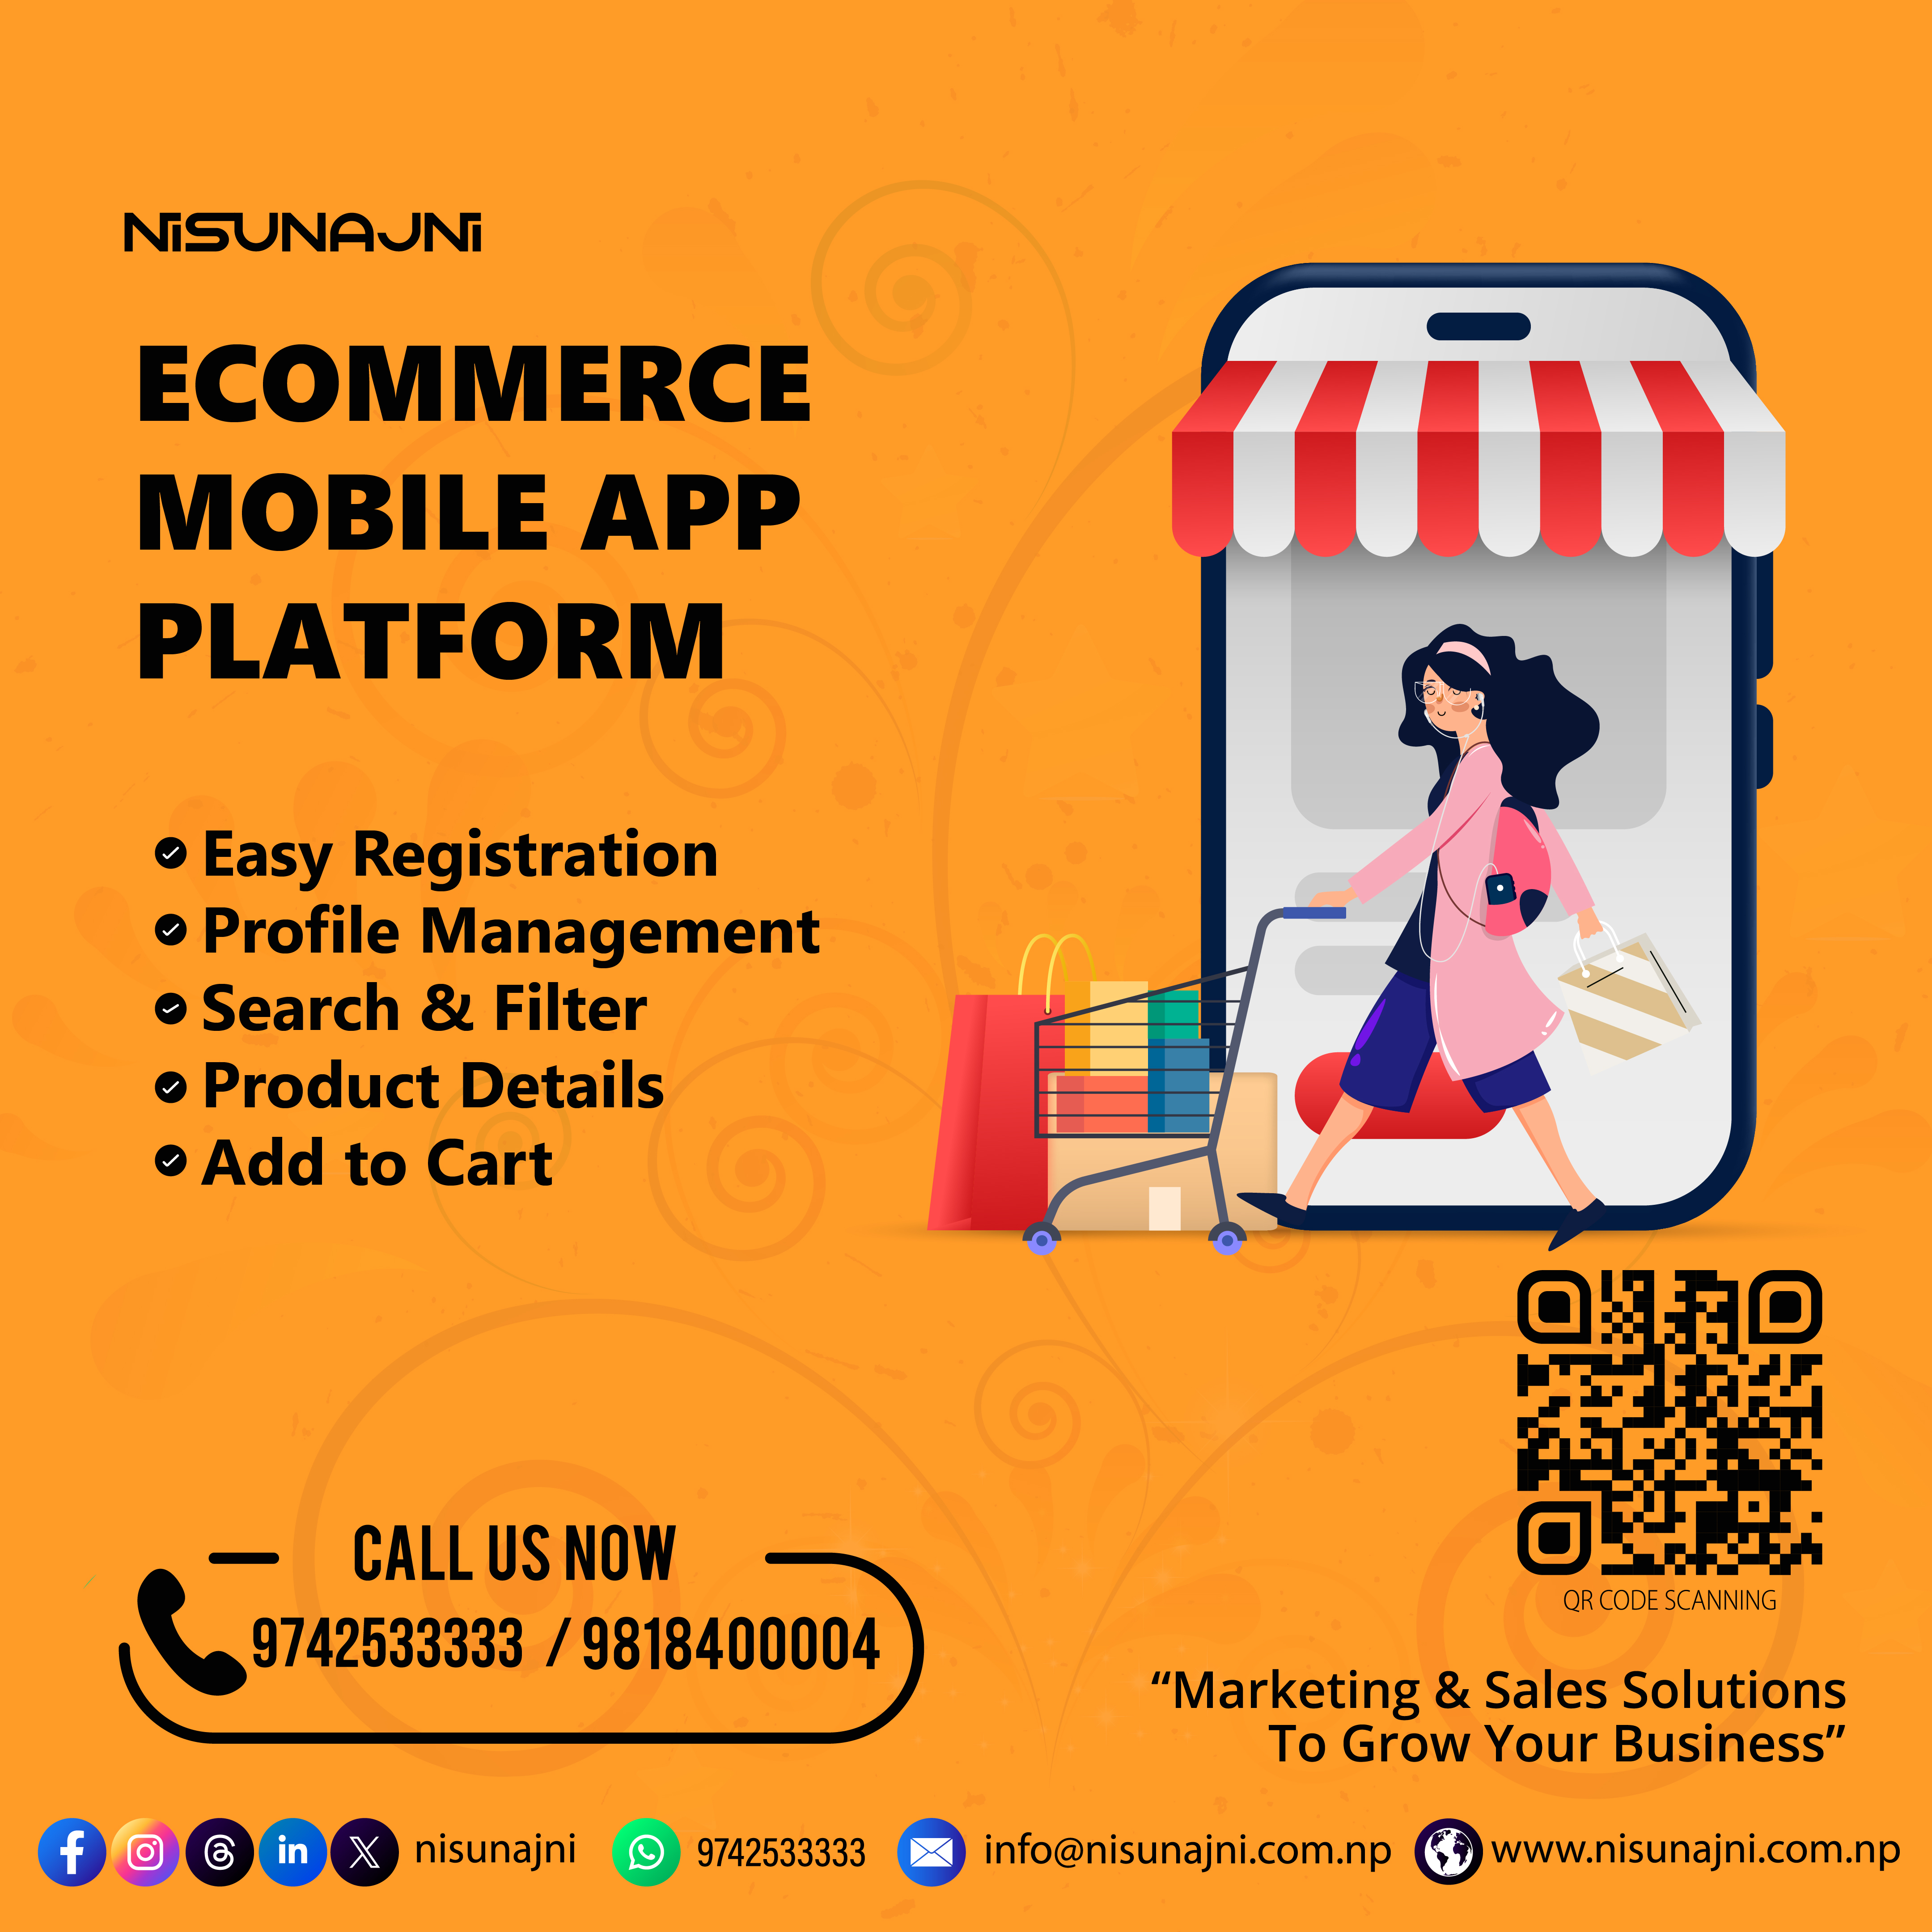 NiSUNAJNi
ECOMMERCE
MOBILE APP
PLATFORM
Easy Registration
Profile Management
Search & Filter
Product Details
Add to Cart
CALL US NOW
9742533333 / 9818400004
QR CODE SCANNING
“Marketing & Sales Solutions
To Grow Your Business”
nisunajni 9742533333 info@nisunajni.com.np www.nisunajni.com.np